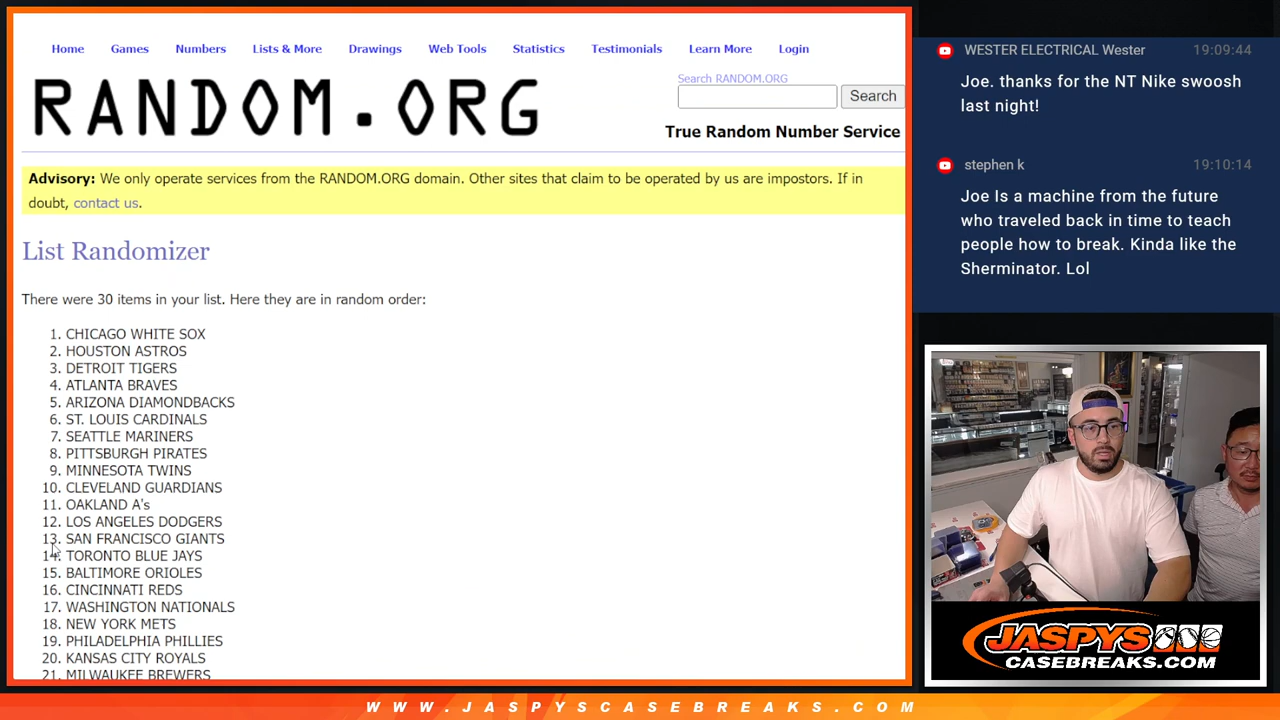 Home Games Numbers Lists & More Drawings Web Tools Statistics Testimonials Learn More Login
RANDOM.ORG
Search RANDOM.ORG
Search
True Random Number Service
Advisory: We only operate services from the RANDOM.ORG domain. Other sites that claim to be operated by us are impostors. If in
doubt, contact us.
List Randomizer
There were 30 items in your list. Here they are in random order:
1. CHICAGO WHITE SOX
2. HOUSTON ASTROS
3. DETROIT TIGERS
4. ATLANTA BRAVES
5. ARIZONA DIAMONDBACKS
6. ST. LOUIS CARDINALS
7. SEATTLE MARINERS
8. PITTSBURGH PIRATES
9. MINNESOTA TWINS
10. CLEVELAND GUARDIANS
11. OAKLAND A's
12. LOS ANGELES DODGERS
13. SAN FRANCISCO GIANTS
14. TORONTO BLUE JAYS
15. BALTIMORE ORIOLES
16. CINCINNATI REDS
17. WASHINGTON NATIONALS
18. NEW YORK METS
19. PHILADELPHIA PHILLIES
20. KANSAS CITY ROYALS
21. MILWAUKEE BREWERS
WESTER ELECTRICAL Wester 19:09:44
Joe. thanks for the NT Nike swoosh
last night!
stephen k 19:10:14
Joe Is a machine from the future
who traveled back in time to teach
people how to break. Kinda like the
Sherminator. Lol
JASPYS
CASEBREAKS.COM
WWW.JASPYSCASEBREAKS.COM